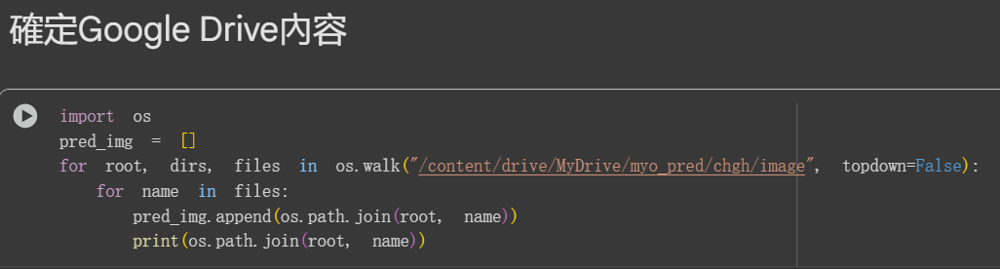 確定Google Drive內容
import os
pred_img = []
for root, dirs, files in os.walk("/content/drive/MyDrive/myo_pred/chgh/image", topdown=False):
for name in files:
pred_img.append(os.path.join(root, name))
print(os.path.join(root, name))